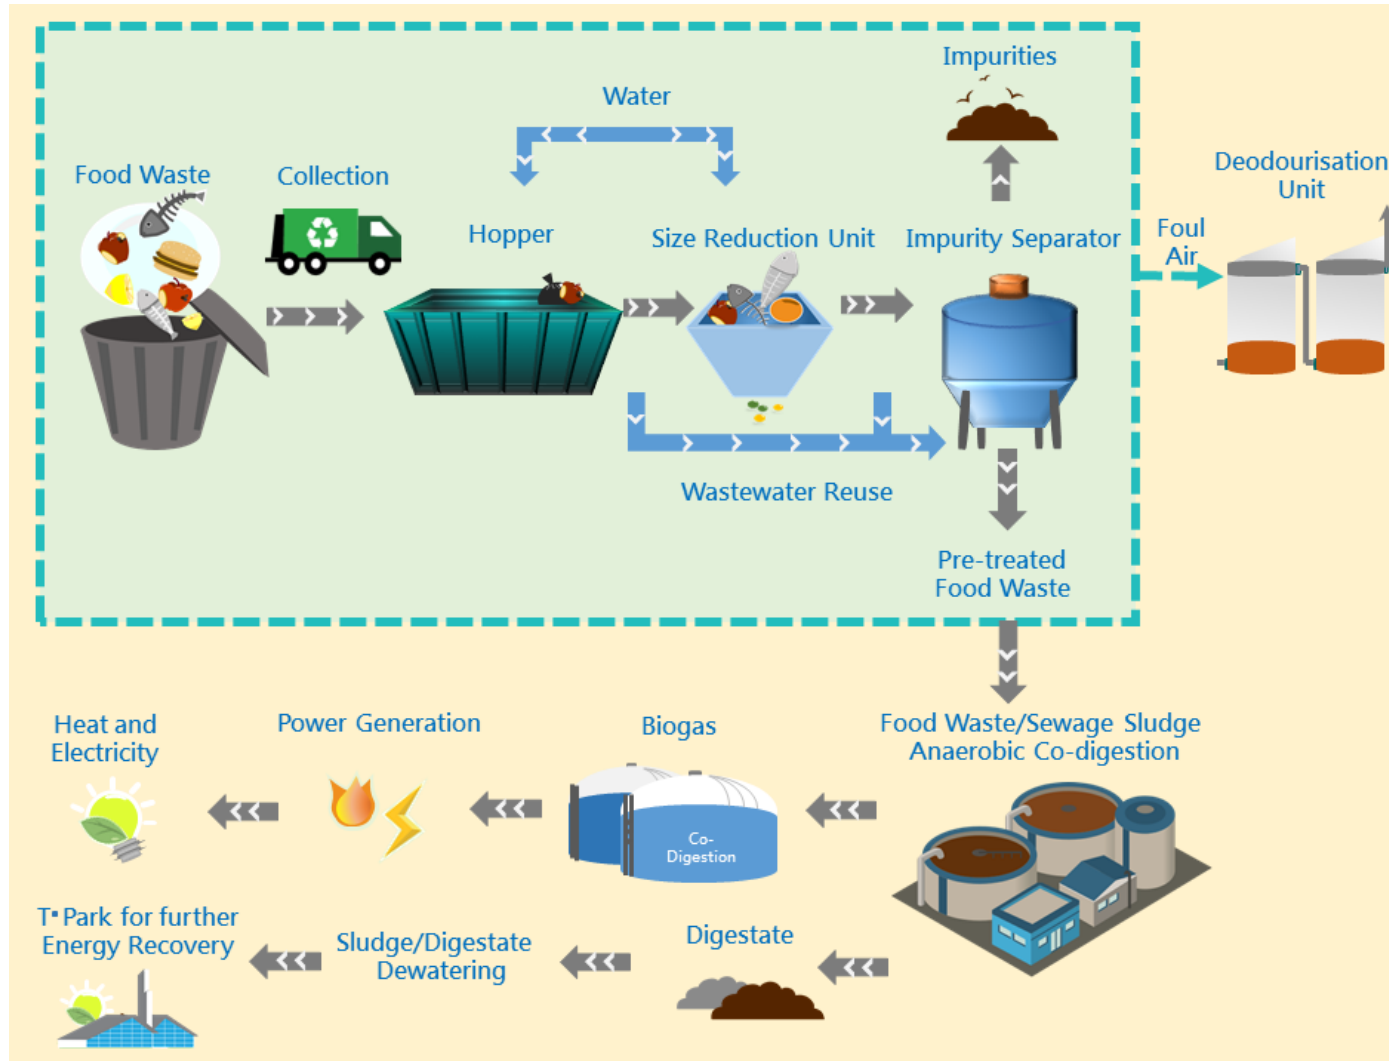 Impurities
Water
Food Waste
Collection
Hopper
Size Reduction Unit
Impurity Separator
Deodourisation
Unit
Foul
Air
Wastewater Reuse
Pre-treated
Food Waste
Heat and
Electricity
Power Generation
Biogas
Food Waste/Sewage Sludge
Anaerobic Co-digestion
Co-
Digestion
T▪Park for further
Energy Recovery
Sludge/Digestate
Dewatering
Digestate